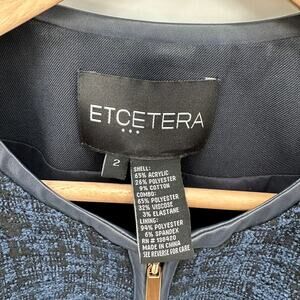 ETCETERA
2
SHELL:
65% ACRYLIC
26% POLYESTER
9% COTTON
COMBO:
65% POLYESTER
32% VISCOSE
3% ELASTANE
LINING:
94% POLYESTER
6% SPANDEX
RN # 106420
MADE IN CHINA
SEE REVERSE FOR CARE